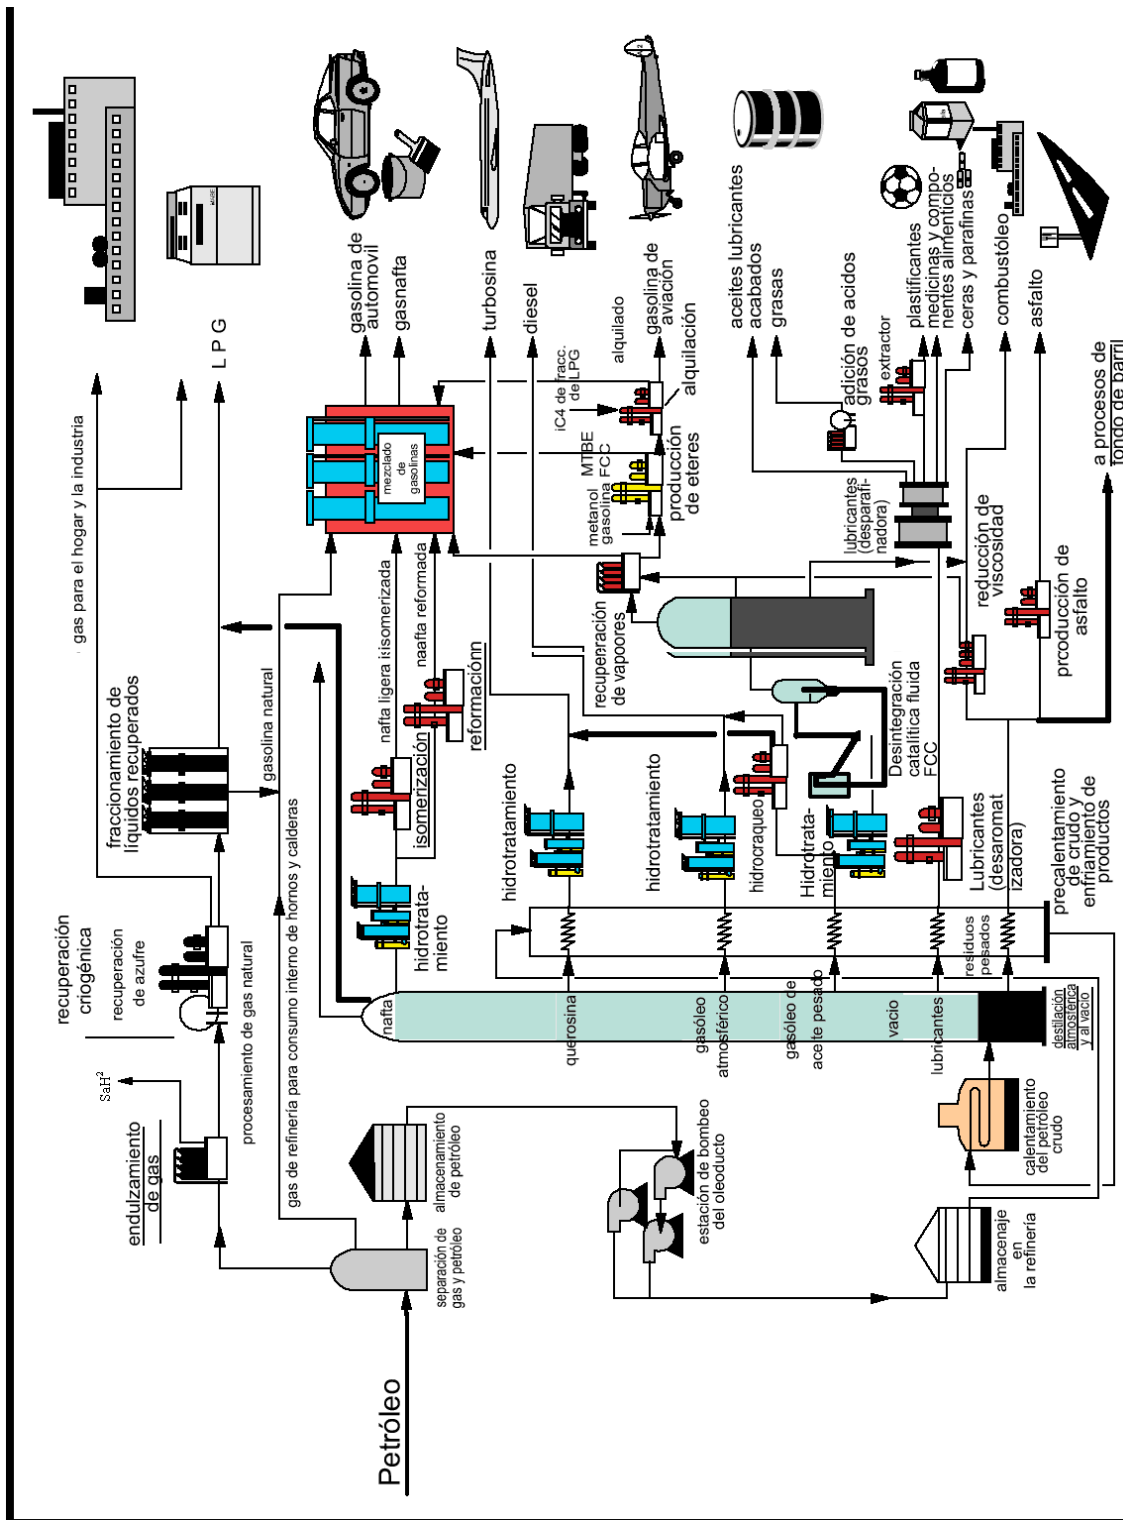 Petróleo
separación de
gas y petróleo
almacenamiento
de petróleo
estación de bombeo
del oleoducto
almacenaje
en
la refinería
calentamiento
del petróleo
crudo
destilación
atmosférica
y al vacio
endulzamiento
de gas
SaH²
procesamiento de gas natural
recuperación
criogénica
recuperación
de azufre
gas de refinería para consumo interno de hornos y calderas
fraccionamiento de
líquidos recuperados
gasolina natural
gas para el hogar y la industria
L P G
nafta
querosina
gasóleo
atmosférico
gasóleo de
aceite pesado
vacio
lubricantes
residuos
pesados
precalentamiento
de crudo y
enfriamiento de
productos
hidrotrata-
miento
isomerización
nafta ligera isisomerizada
reformaciónn
naafta reformada
hidrotratamiento
hidrotratamiento
hidrocraqueo
Hidrotrata-
miento
Lubricantes
(desaromat
izadora)
Desintegración
catalítica fluida
FCC
recuperación
de vapoores
mezclado
de
gasolinas
metanol
gasolina FCC
MTBE
producción
de eteres
iC4 de fracc.
de LPG
alquilación
alquilado
lubricantes
(desparafi-
nadora)
adición de acidos
grasos
extractor
reducción de
viscosidad
prcoducción de
asfalto
gasolina de
automovil
gasnafta
turbosina
diesel
gasolina de
aviación
aceites lubricantes
acabados
grasas
plastificantes
medicinas y compo-
nentes alimenticios
ceras y parafinas
combustóleo
asfalto
a procesos de
fondo de barril